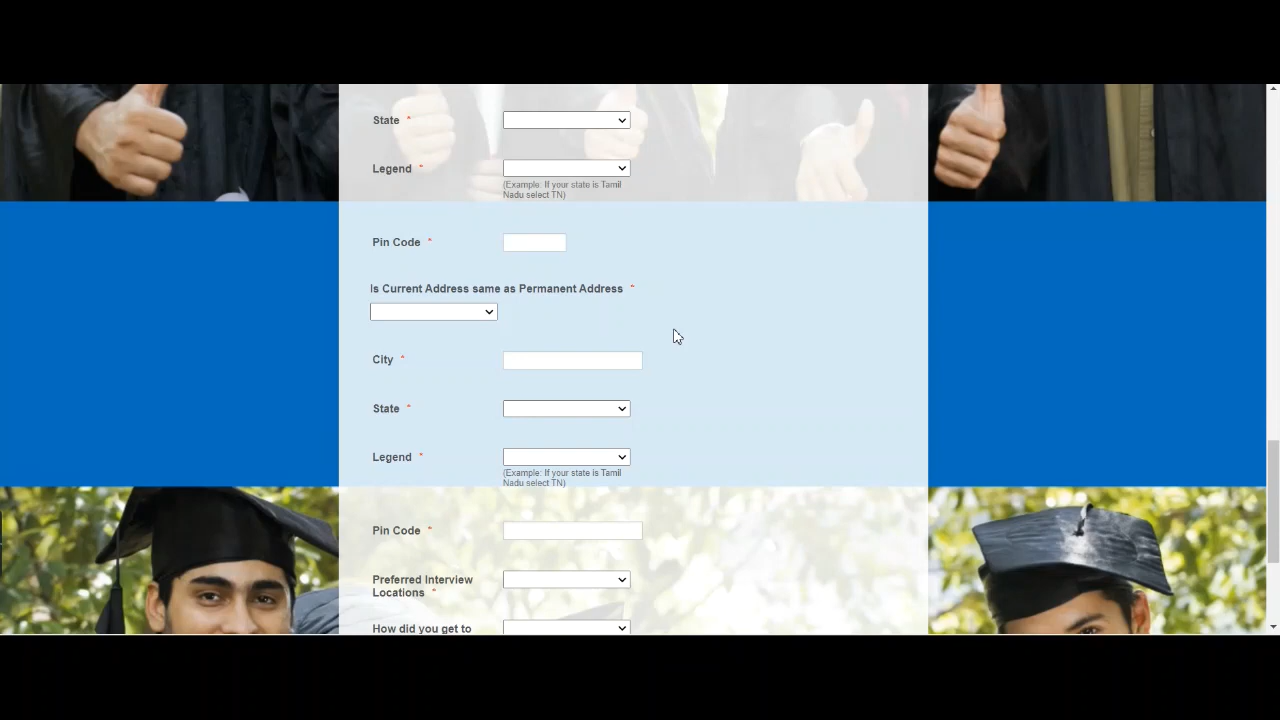 State *
Legend *
(Example: If your state is Tamil
Nadu select TN)
Pin Code *
Is Current Address same as Permanent Address *
City *
State *
Legend *
(Example: If your state is Tamil
Nadu select TN)
Pin Code *
Preferred Interview
Locations *
How did you get to